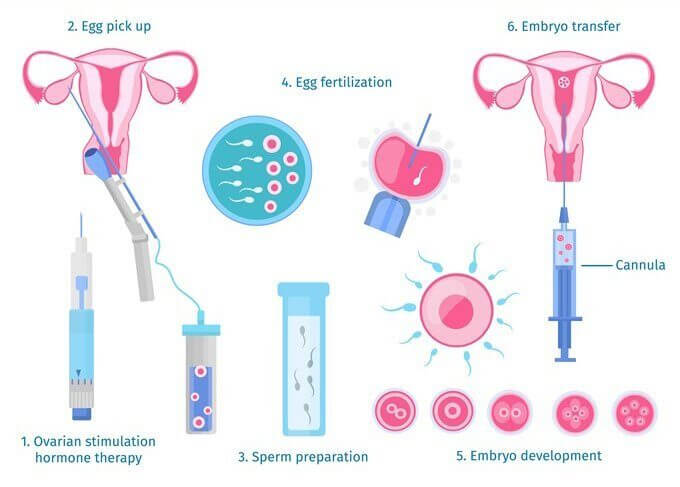 2. Egg pick up
6. Embryo transfer
4. Egg fertilization
Cannula
1. Ovarian stimulation
hormone therapy
3. Sperm preparation
5. Embryo development